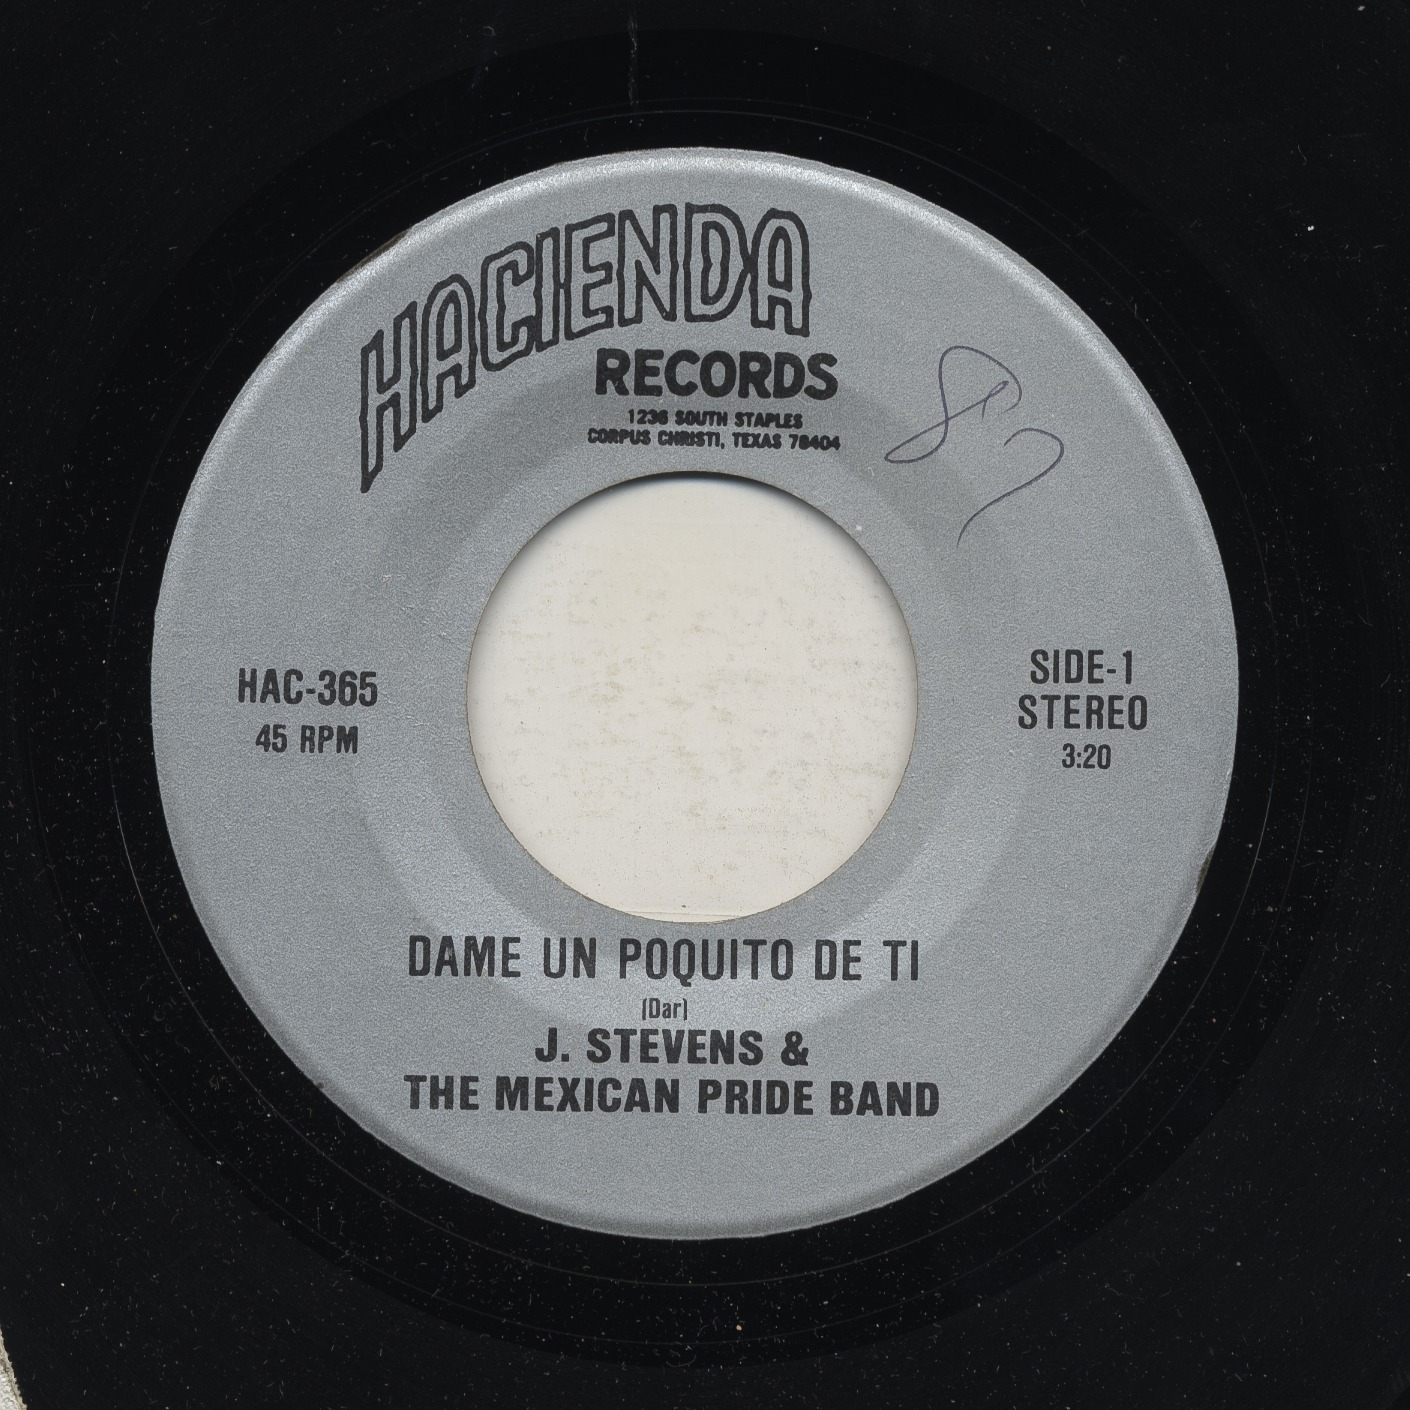 HACIENDA
RECORDS
1236 SOUTH STAPLES
CORPUS CHRISTI, TEXAS 78404
HAC-365
45 RPM
SIDE-1
STEREO
3:20
DAME UN POQUITO DE TI
(Dar)
J. STEVENS &
THE MEXICAN PRIDE BAND